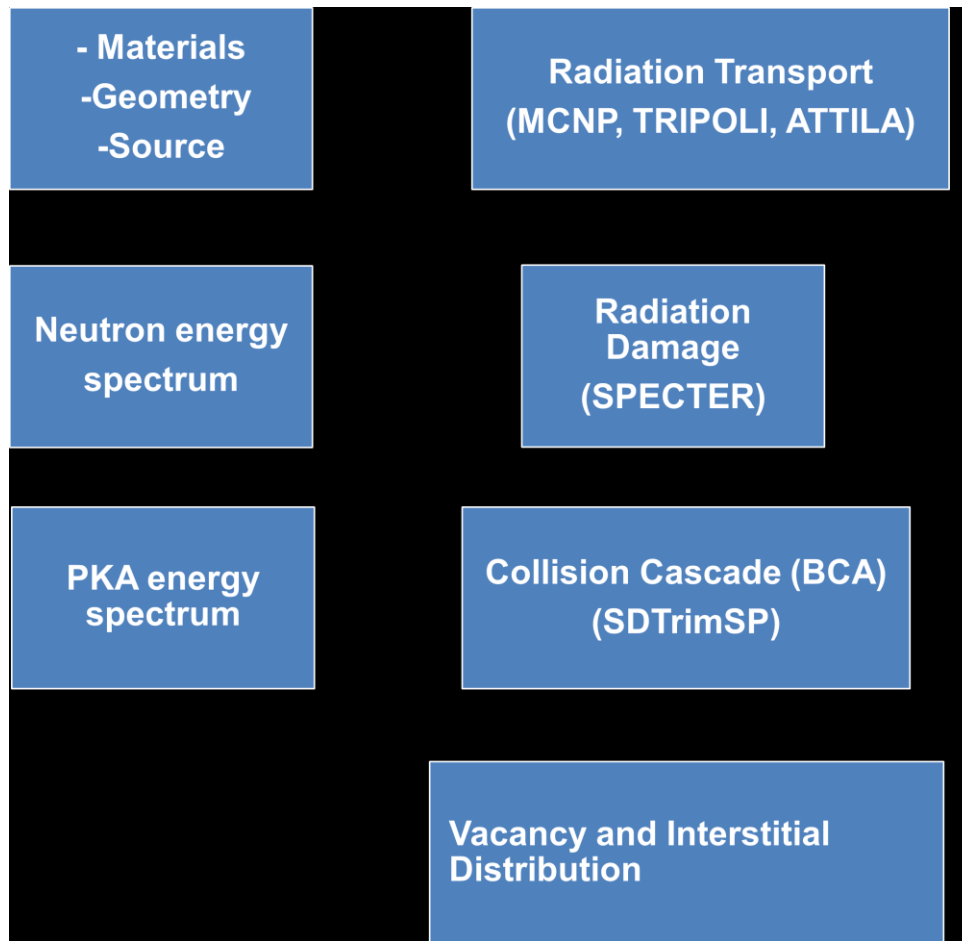 - Materials
-Geometry
-Source
Radiation Transport
(MCNP, TRIPOLI, ATTILA)
Neutron energy
spectrum
Radiation
Damage
(SPECTER)
PKA energy
spectrum
Collision Cascade (BCA)
(SDTrimSP)
Vacancy and Interstitial
Distribution